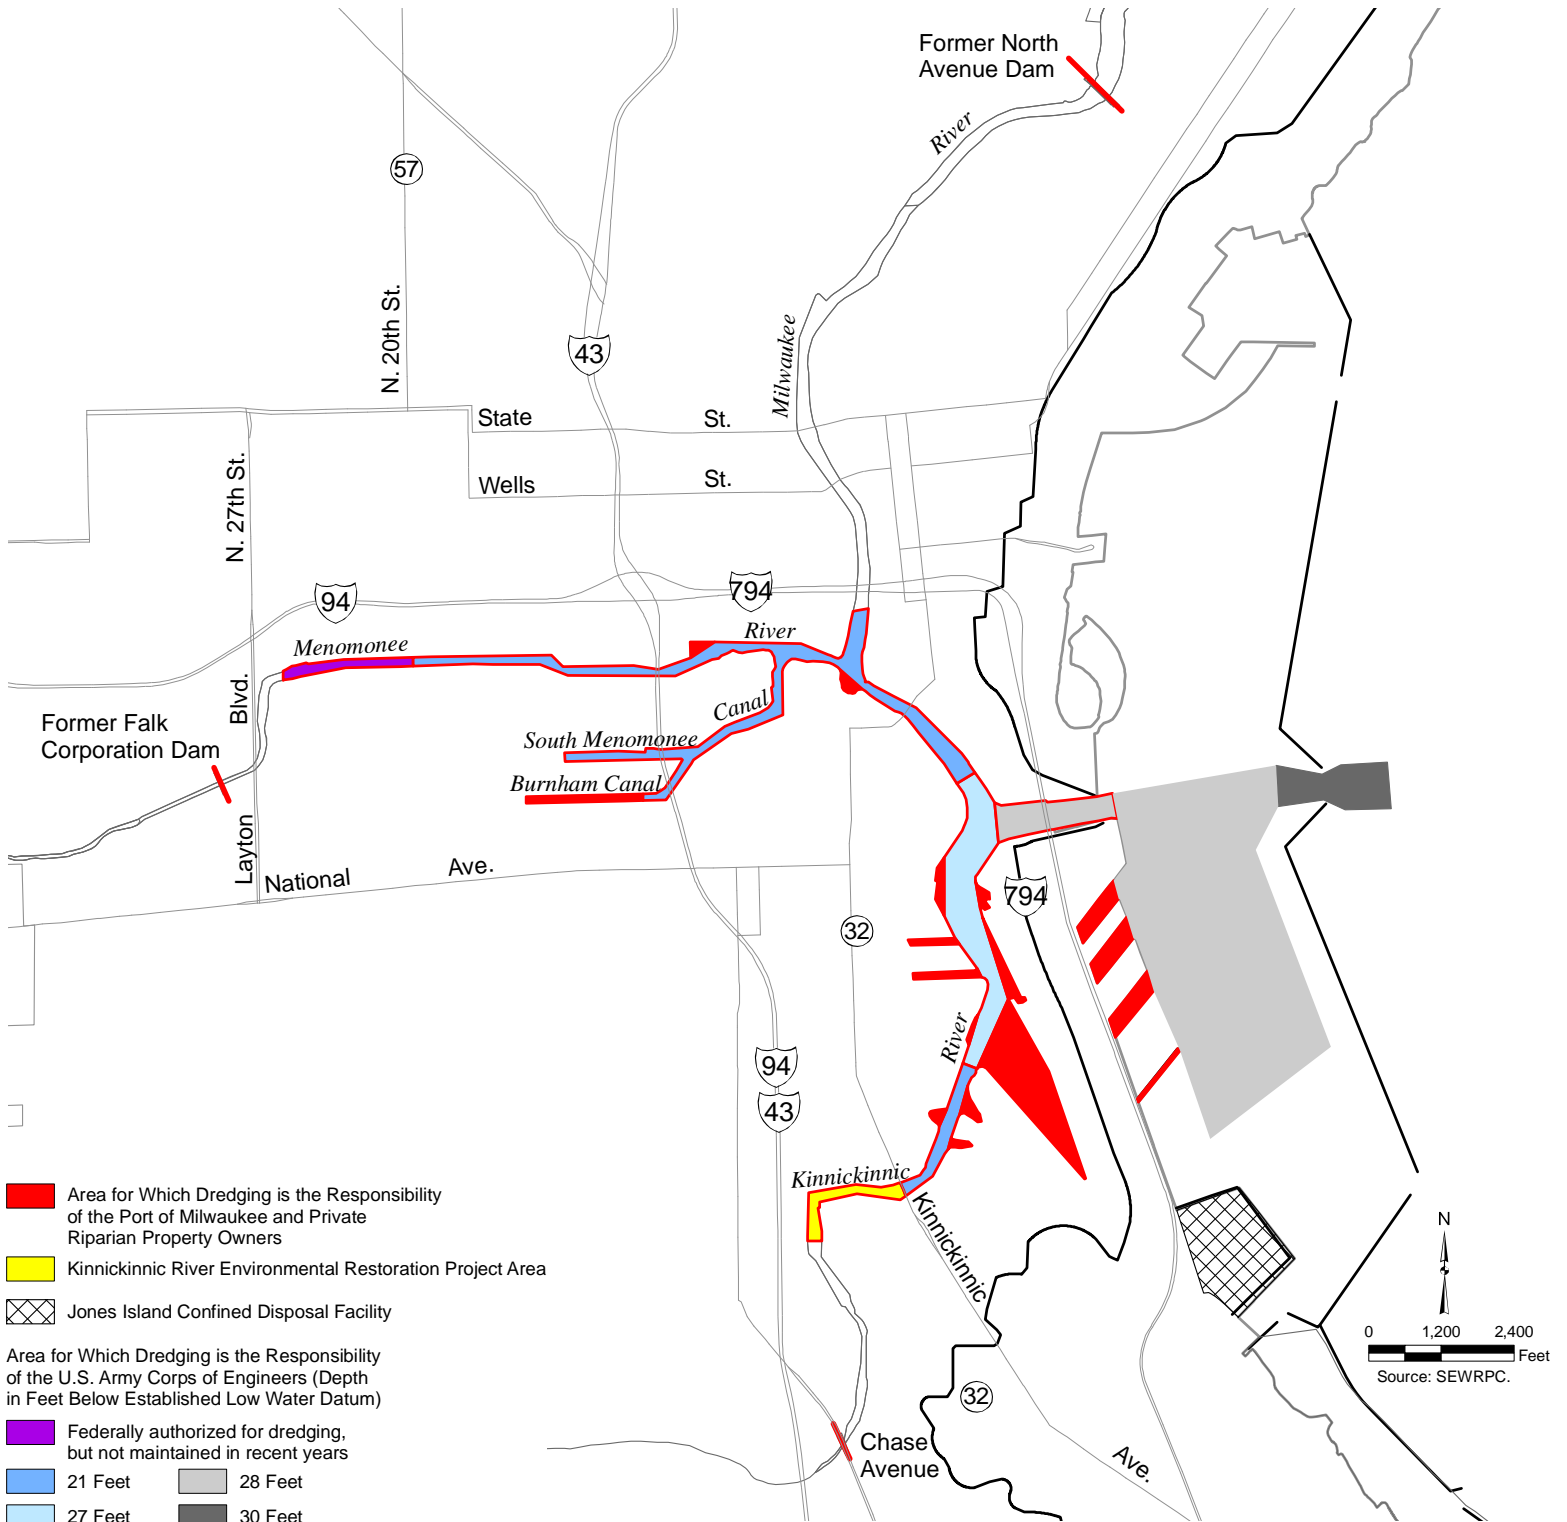 Former North
Avenue Dam
River
57
N. 20th St.
43
Milwaukee
State St.
Wells St.
N. 27th St.
94
794
Menomonee River
Former Falk
Corporation Dam
Blvd.
Canal
South Menomonee
Burnham Canal
Layton
National Ave.
794
32
River
94
43
Kinnickinnic
Kinnickinnic
Area for Which Dredging is the Responsibility
of the Port of Milwaukee and Private
Riparian Property Owners
Kinnickinnic River Environmental Restoration Project Area
Jones Island Confined Disposal Facility
Area for Which Dredging is the Responsibility
of the U.S. Army Corps of Engineers (Depth
in Feet Below Established Low Water Datum)
Federally authorized for dredging,
but not maintained in recent years
21 Feet 28 Feet
27 Feet 30 Feet
N
0 1,200 2,400
Feet
Source: SEWRPC.
32
Chase
Avenue
Ave.